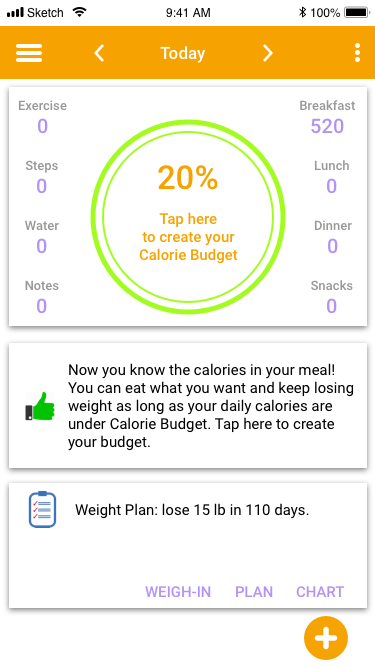 Sketch 9:41 AM 100%
Today
Exercise
0
Steps
0
Water
0
Notes
0
20%
Tap here
to create your
Calorie Budget
Breakfast
520
Lunch
0
Dinner
0
Snacks
0
Now you know the calories in your meal!
You can eat what you want and keep losing
weight as long as your daily calories are
under Calorie Budget. Tap here to create
your budget.
Weight Plan: lose 15 lb in 110 days.
WEIGH-IN PLAN CHART